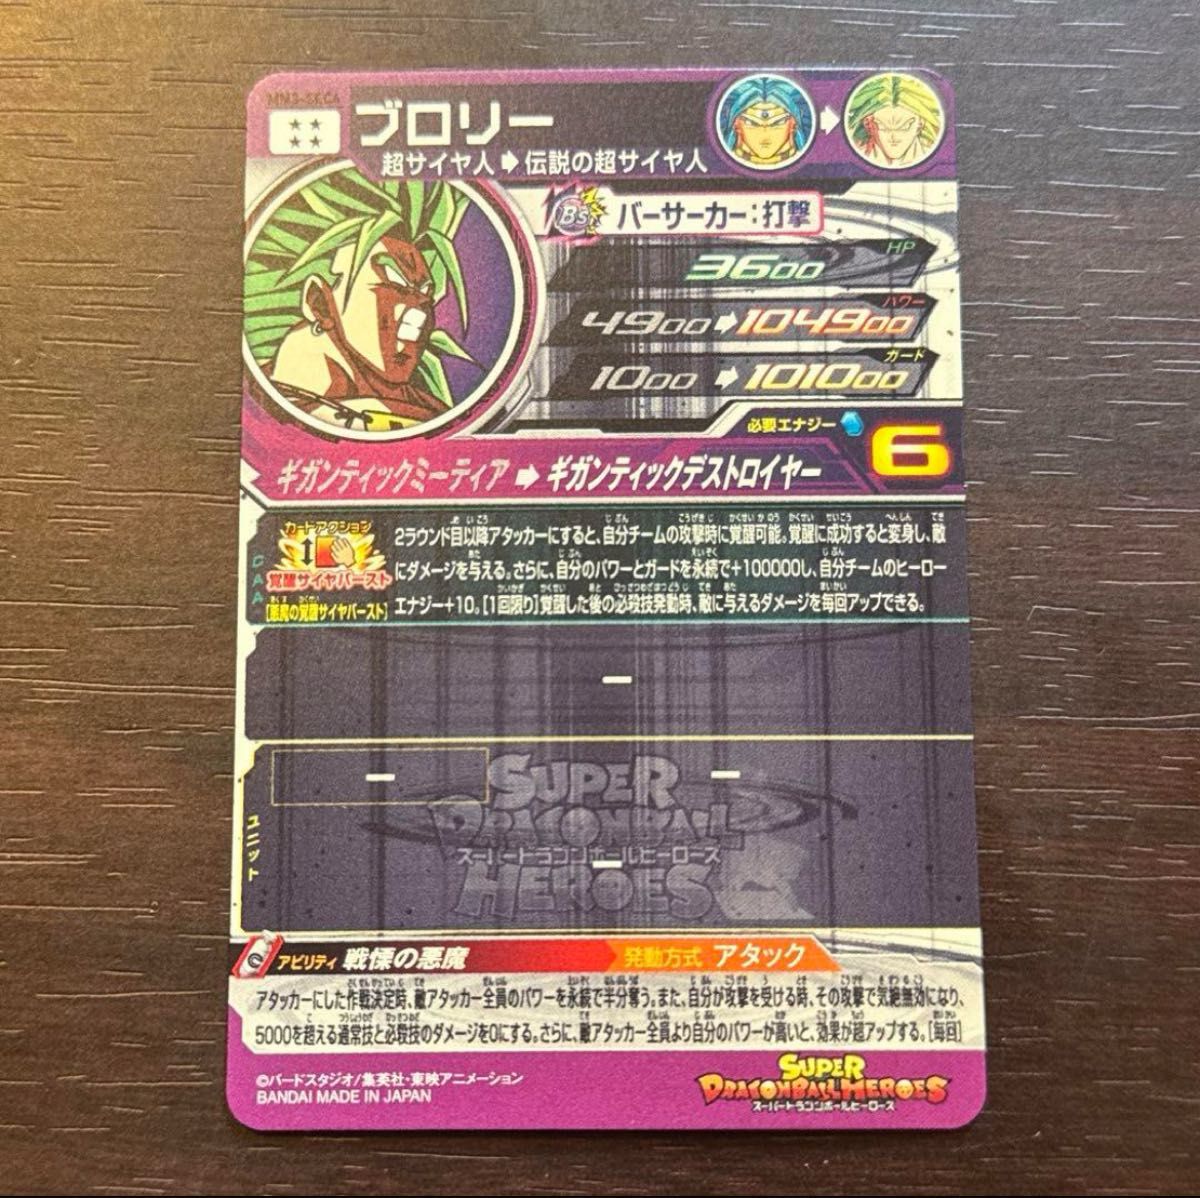 ブロリー
超サイヤ人➡伝説の超サイヤ人
Bs バーサーカー:打撃
HP
3600
パワー
4900➡104900
ガード
1000➡101000
必要エナジー 6
ギガンティックミーティア➡ギガンティックデストロイヤー
CAA
カードアクション
覚醒サイヤバースト
[悪魔の覚醒サイヤバースト]
2ラウンド目以降アタッカーにすると、自分チームの攻撃時に覚醒可能。覚醒に成功すると変身し、敵
にダメージを与える。さらに、自分のパワーとガードを永続で+100000し、自分チームのヒーロー
エナジー+10。[1回限り]覚醒した後の必殺技発動時、敵に与えるダメージを毎回アップできる。
ー
ユニット
ー
ー
ー
SUPER
DRAGONBALL
スーパードラゴンボールヒーローズ
HEROES
アビリティ 戦慄の悪魔 発動方式 アタック
アタッカーにした作戦決定時、敵アタッカー全員のパワーを永続で半分奪う。また、自分が攻撃を受ける時、その攻撃で気絶無効になり、
5000を超える通常技と必殺技のダメージを0にする。さらに、敵アタッカー全員より自分のパワーが高いと、効果が超アップする。[毎回]
©バードスタジオ/集英社・東映アニメーション
BANDAI MADE IN JAPAN
SUPER
DRAGONBALL HEROES
スーパードラゴンボールヒーローズ